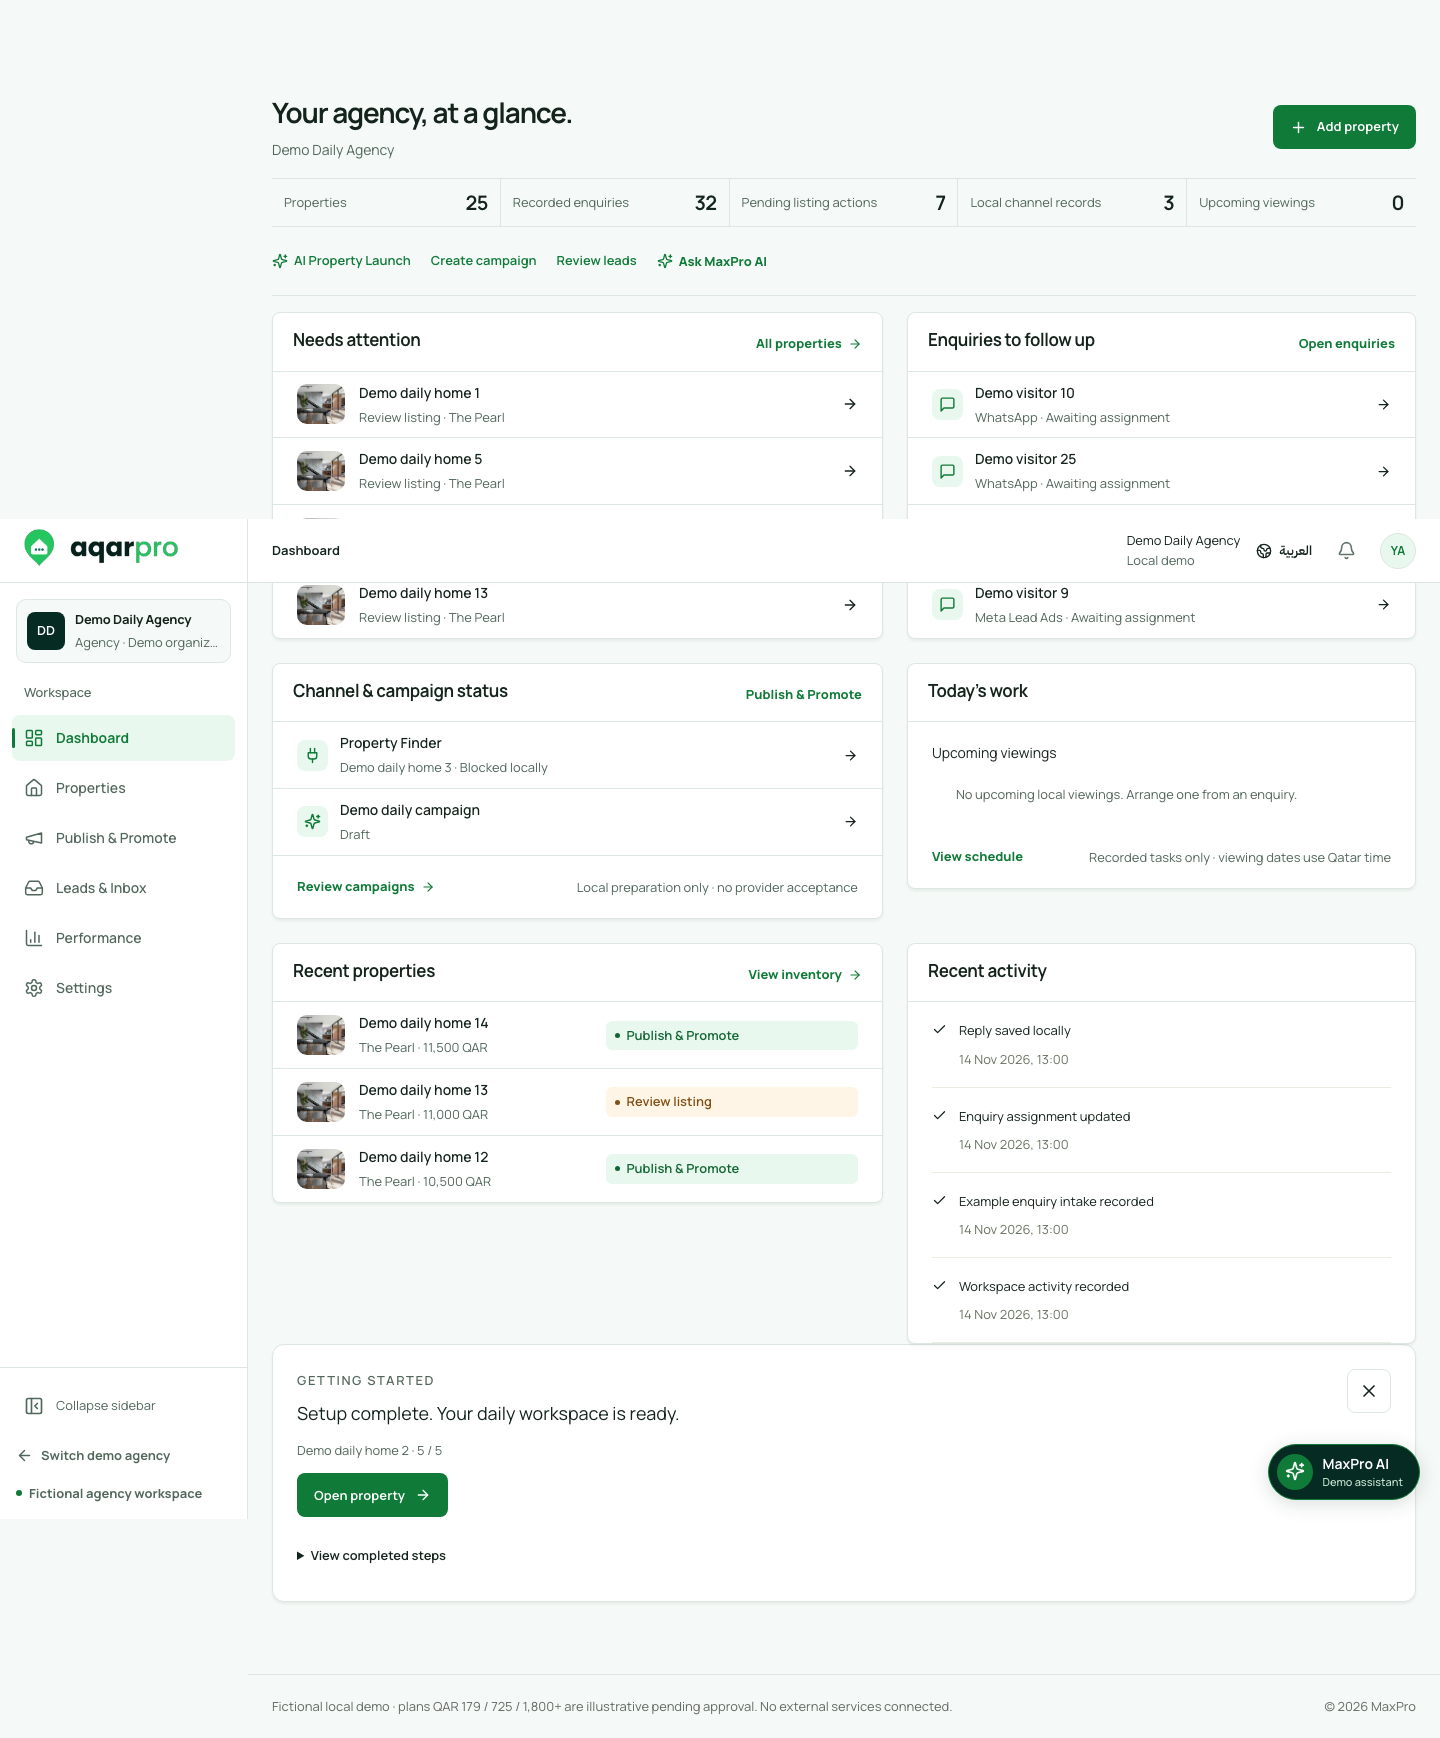 Your agency, at a glance.
Demo Daily Agency
Add property
Properties 25
Recorded enquiries 32
Pending listing actions 7
Local channel records 3
Upcoming viewings 0
AI Property Launch
Create campaign
Review leads
Ask MaxPro AI
Needs attention
All properties
Demo daily home 1
Review listing · The Pearl
Demo daily home 5
Review listing · The Pearl
Enquiries to follow up
Open enquiries
Demo visitor 10
WhatsApp · Awaiting assignment
Demo visitor 25
WhatsApp · Awaiting assignment
aqarpro
Dashboard
Demo Daily Agency
Local demo
العربية
YA
Demo daily home 13
Review listing · The Pearl
Demo visitor 9
Meta Lead Ads · Awaiting assignment
DD
Demo Daily Agency
Agency · Demo organiz...
Workspace
Dashboard
Properties
Publish & Promote
Leads & Inbox
Performance
Settings
Collapse sidebar
Switch demo agency
Fictional agency workspace
Channel & campaign status
Publish & Promote
Property Finder
Demo daily home 3 · Blocked locally
Demo daily campaign
Draft
Review campaigns
Local preparation only · no provider acceptance
Today's work
Upcoming viewings
No upcoming local viewings. Arrange one from an enquiry.
View schedule
Recorded tasks only · viewing dates use Qatar time
Recent properties
View inventory
Demo daily home 14
The Pearl · 11,500 QAR
Publish & Promote
Demo daily home 13
The Pearl · 11,000 QAR
Review listing
Demo daily home 12
The Pearl · 10,500 QAR
Publish & Promote
Recent activity
Reply saved locally
14 Nov 2026, 13:00
Enquiry assignment updated
14 Nov 2026, 13:00
Example enquiry intake recorded
14 Nov 2026, 13:00
Workspace activity recorded
14 Nov 2026, 13:00
GETTING STARTED
Setup complete. Your daily workspace is ready.
Demo daily home 2 · 5 / 5
Open property
View completed steps
MaxPro AI
Demo assistant
Fictional local demo · plans QAR 179 / 725 / 1,800+ are illustrative pending approval. No external services connected.
© 2026 MaxPro